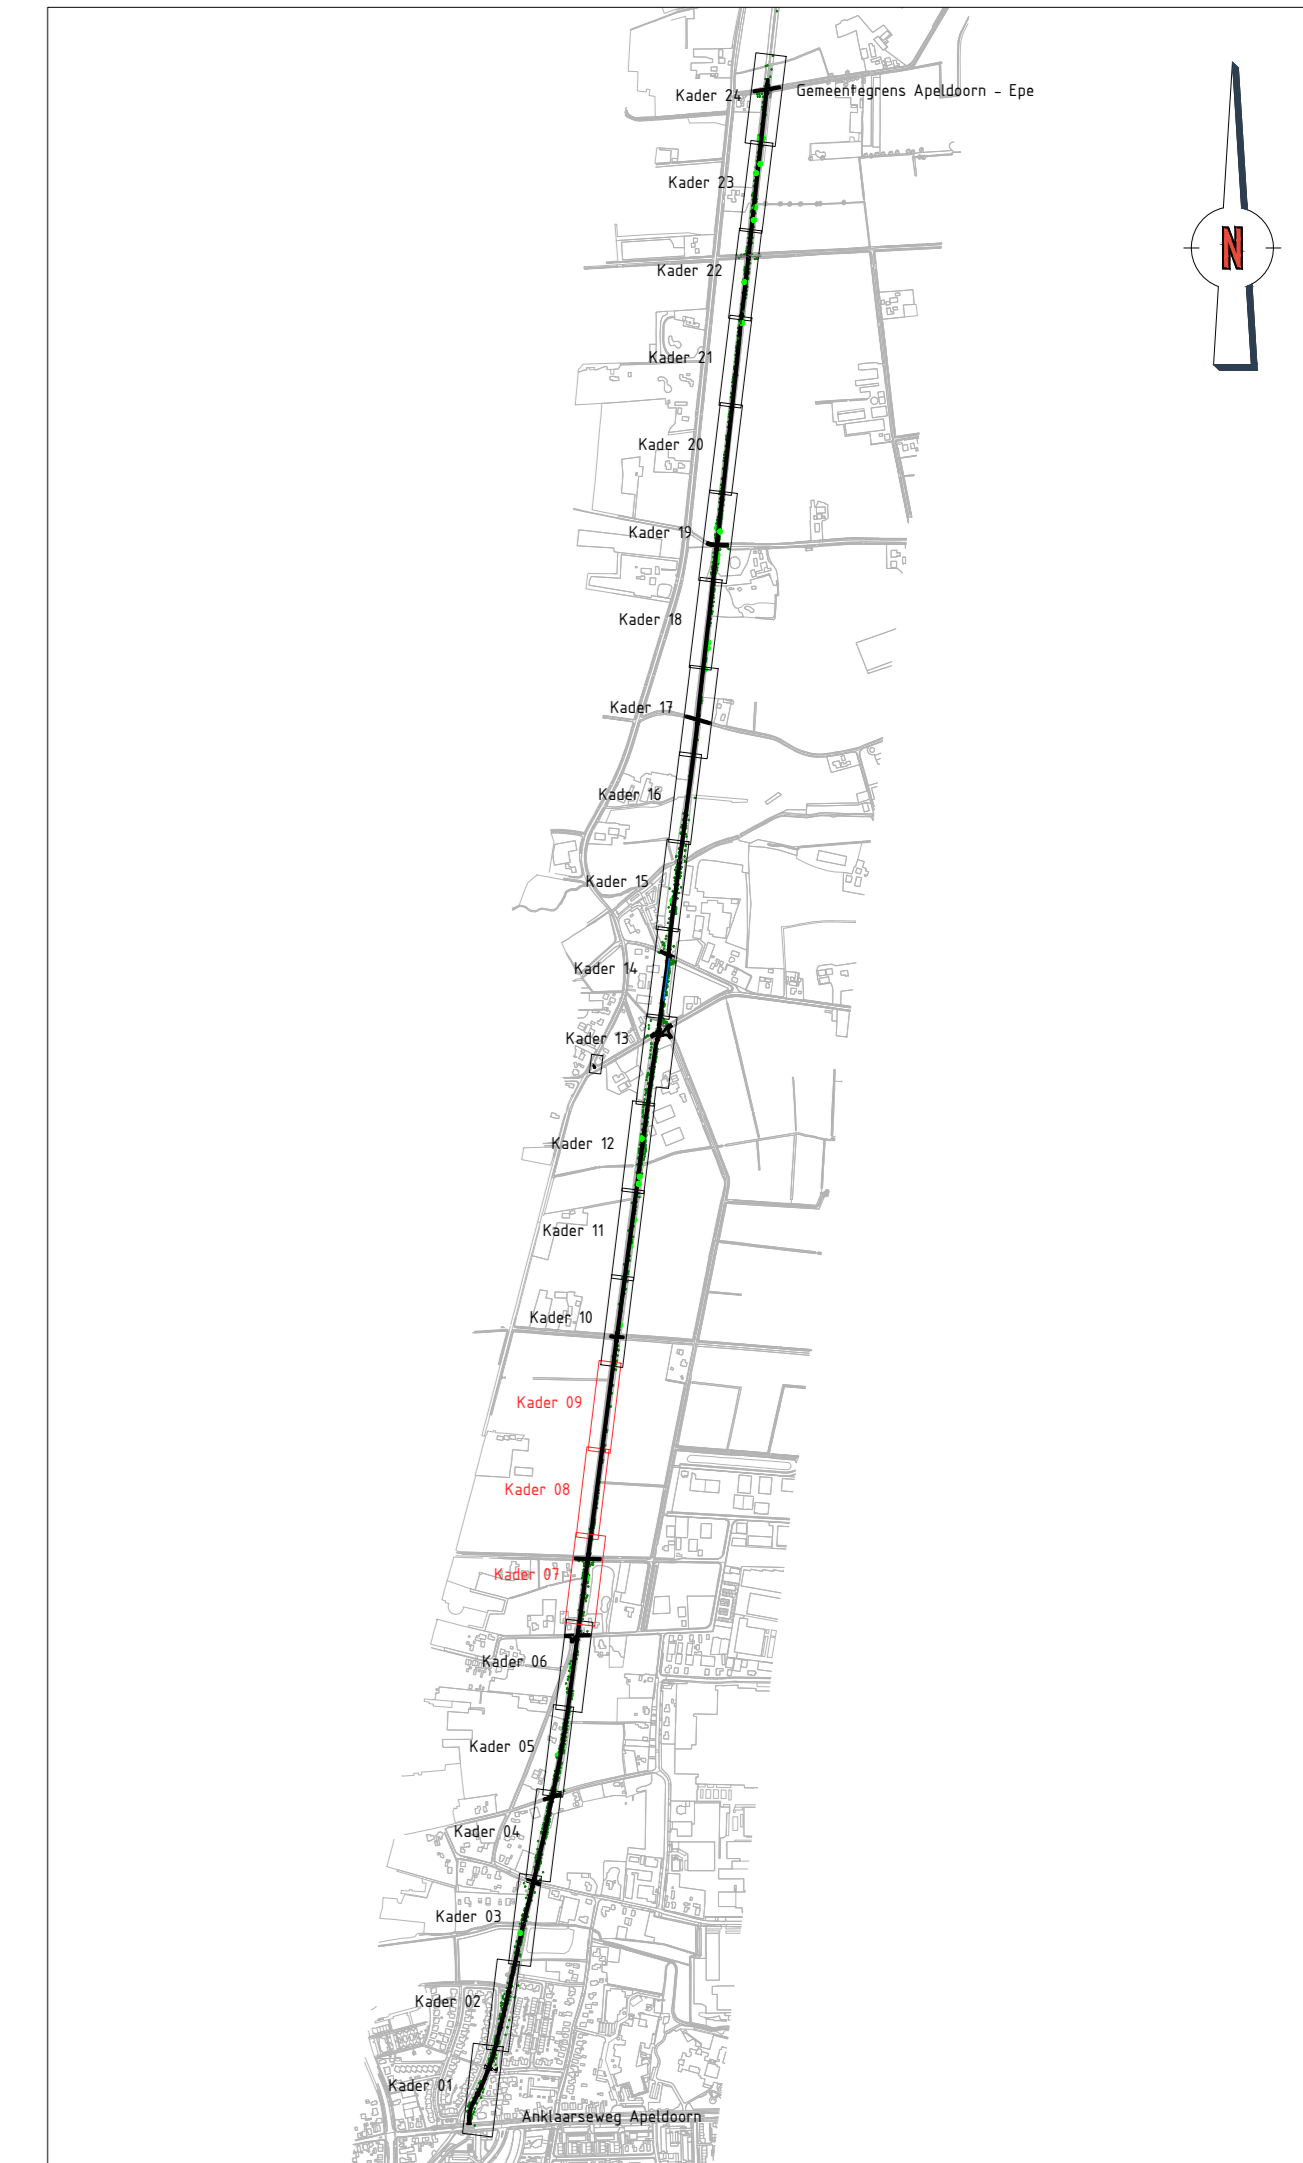 Kader 24
Gemeentegrens Apeldoorn - Epe
Kader 23
N
Kader 22
Kader 21
Kader 20
Kader 19
Kader 18
Kader 17
Kader 16
Kader 15
Kader 14
Kader 13
Kader 12
Kader 11
Kader 10
Kader 09
Kader 08
Kader 07
Kader 06
Kader 05
Kader 04
Kader 03
Kader 02
Kader 01
Anklaarseweg Apeldoorn